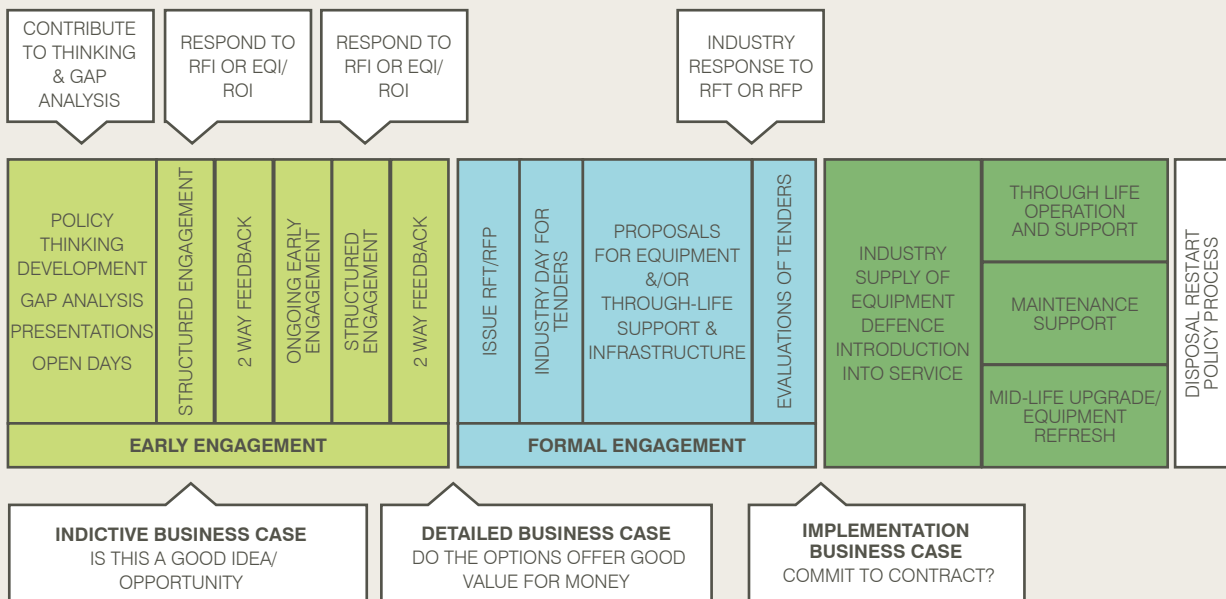 CONTRIBUTE
TO THINKING
& GAP
ANALYSIS
RESPOND TO
RFI OR EQI/
ROI
RESPOND TO
RFI OR EQI/
ROI
INDUSTRY
RESPONSE TO
RFT OR RFP
POLICY
THINKING
DEVELOPMENT
GAP ANALYSIS
PRESENTATIONS
OPEN DAYS
STRUCTURED ENGAGEMENT
2 WAY FEEDBACK
ONGOING EARLY
ENGAGEMENT
STRUCTURED
ENGAGEMENT
2 WAY FEEDBACK
EARLY ENGAGEMENT
ISSUE RFT/RFP
INDUSTRY DAY FOR
TENDERS
PROPOSALS
FOR EQUIPMENT
&/OR
THROUGH-LIFE
SUPPORT &
INFRASTRUCTURE
EVALUATIONS OF TENDERS
FORMAL ENGAGEMENT
INDUSTRY
SUPPLY OF
EQUIPMENT
DEFENCE
INTRODUCTION
INTO SERVICE
THROUGH LIFE
OPERATION
AND SUPPORT
MAINTENANCE
SUPPORT
MID-LIFE UPGRADE/
EQUIPMENT
REFRESH
DISPOSAL RESTART
POLICY PROCESS
INDICTIVE BUSINESS CASE
IS THIS A GOOD IDEA/
OPPORTUNITY
DETAILED BUSINESS CASE
DO THE OPTIONS OFFER GOOD
VALUE FOR MONEY
IMPLEMENTATION
BUSINESS CASE
COMMIT TO CONTRACT?